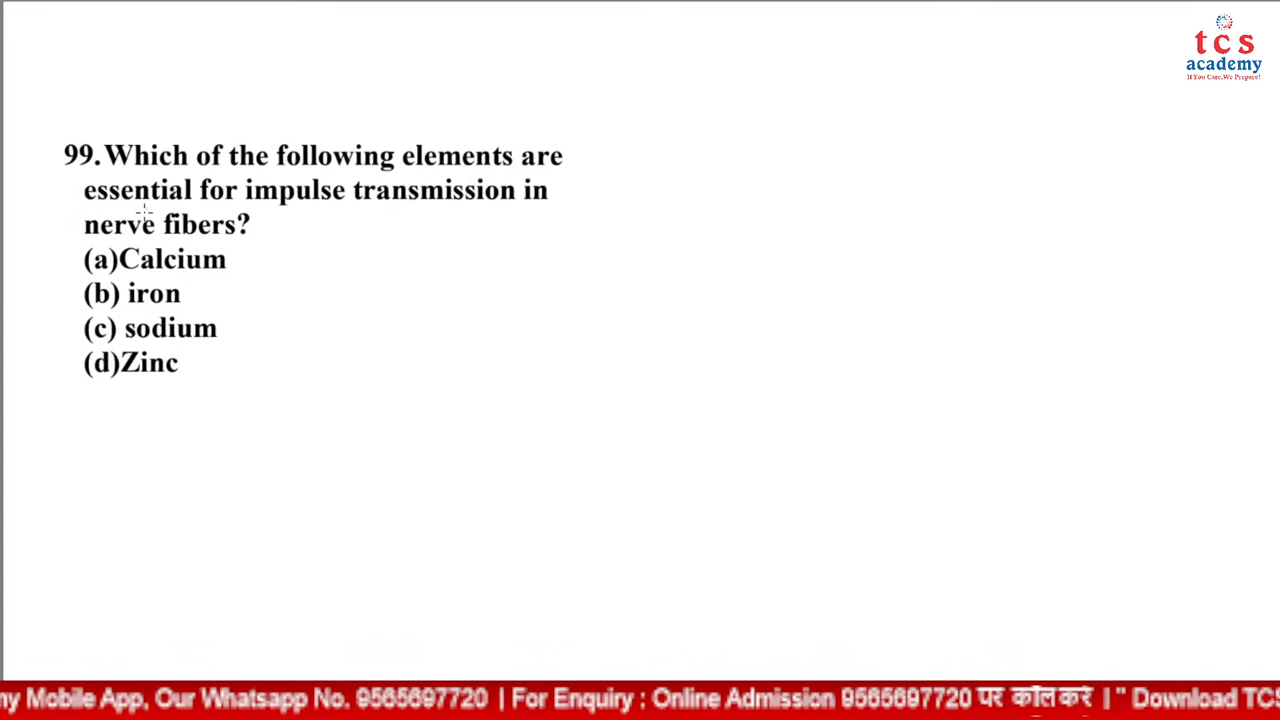 tcs
academy
If You Care,We Prepare!
99.Which of the following elements are
essential for impulse transmission in
nerve fibers?
(a)Calcium
(b) iron
(c) sodium
(d)Zinc
ny Mobile App, Our Whatsapp No. 9565697720 | For Enquiry : Online Admission 9565697720 पर कॉल करें | " Download TCS